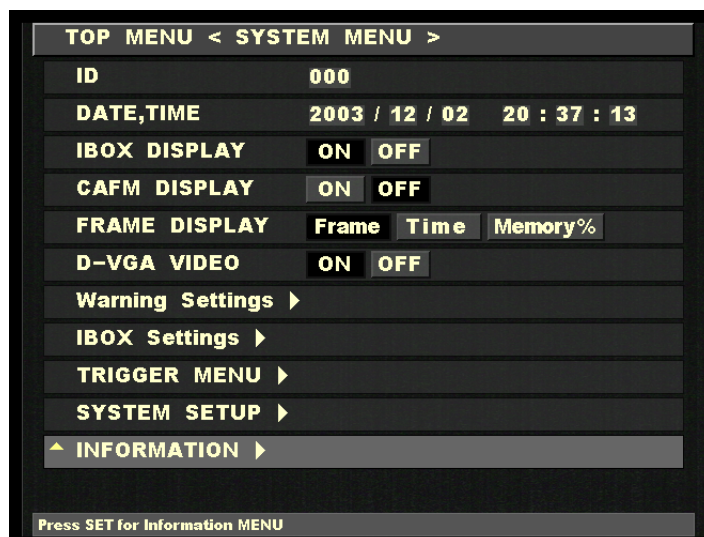 TOP MENU < SYSTEM MENU >
ID 000
DATE,TIME 2003 / 12 / 02 20 : 37 : 13
IBOX DISPLAY ON OFF
CAFM DISPLAY ON OFF
FRAME DISPLAY Frame Time Memory%
D-VGA VIDEO ON OFF
Warning Settings
IBOX Settings
TRIGGER MENU
SYSTEM SETUP
INFORMATION
Press SET for Information MENU